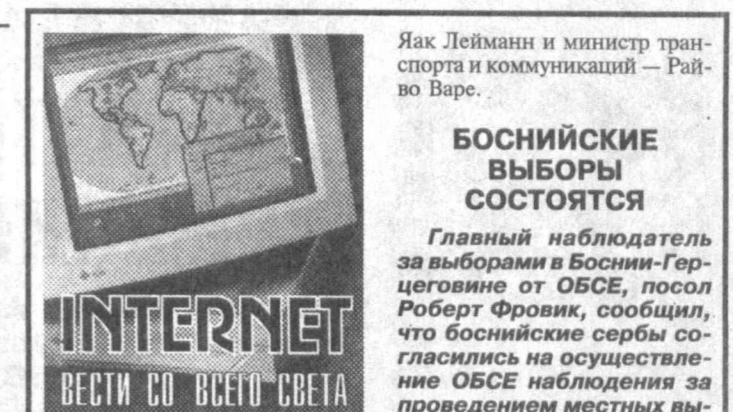 INTERNET
ВЕСТИ СО ВСЕГО СВЕТА
Яак Лейманн и министр тран-
спорта и коммуникаций — Рай-
во Варе.
БОСНИЙСКИЕ
ВЫБОРЫ
СОСТОЯТСЯ
Главный наблюдатель
за выборами в Боснии-Гер-
цеговине от ОБСЕ, посол
Роберт Фровик, сообщил,
что боснийские сербы со-
гласились на осуществле-
ние ОБСЕ наблюдения за
проведением местных вы-